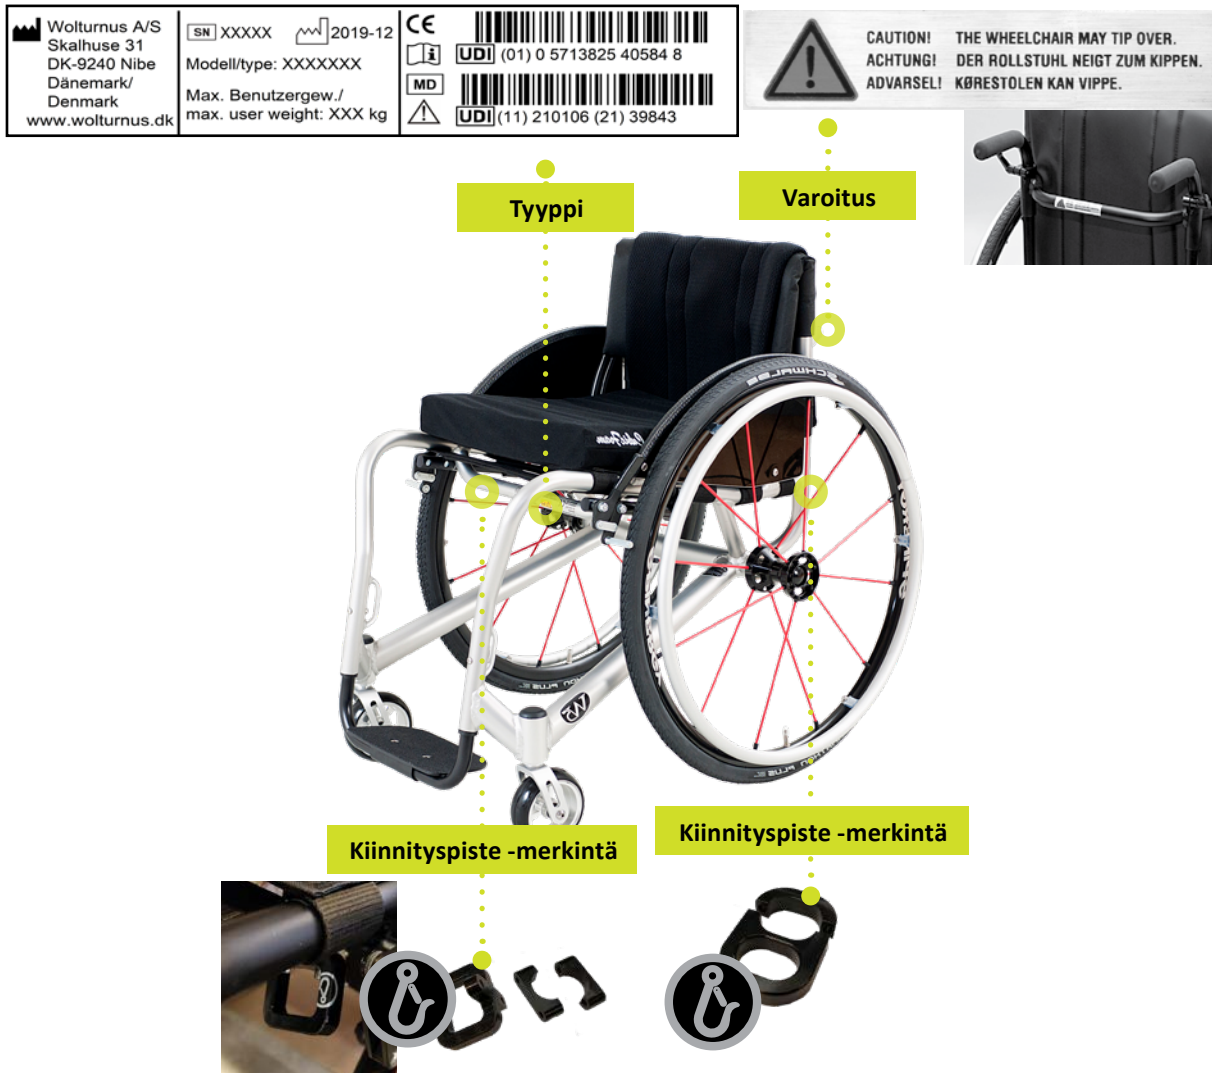 Wolturnus A/S
Skalhuse 31
DK-9240 Nibe
Dänemark/
Denmark
www.wolturnus.dk
SN XXXXX 2019-12
Modell/type: XXXXXXX
Max. Benutzergew./
max. user weight: XXX kg
CE
UDI (01) 0 5713825 40584 8
MD
UDI (11) 210106 (21) 39843
CAUTION! THE WHEELCHAIR MAY TIP OVER.
ACHTUNG! DER ROLLSTUHL NEIGT ZUM KIPPEN.
ADVARSEL! KØRESTOLEN KAN VIPPE.
Tyyppi
Varoitus
SCHWALBE
Kiinnityspiste -merkintä
Kiinnityspiste -merkintä